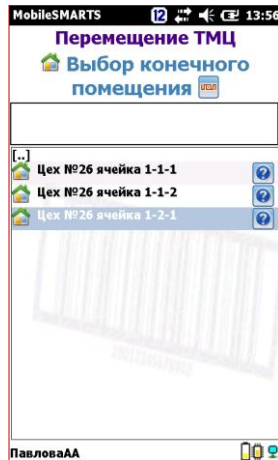 MobileSMARTS 12 13:56
Перемещение ТМЦ
Выбор конечного
помещения
[..]
Цех №26 ячейка 1-1-1
Цех №26 ячейка 1-1-2
Цех №26 ячейка 1-2-1
ПавловаАА